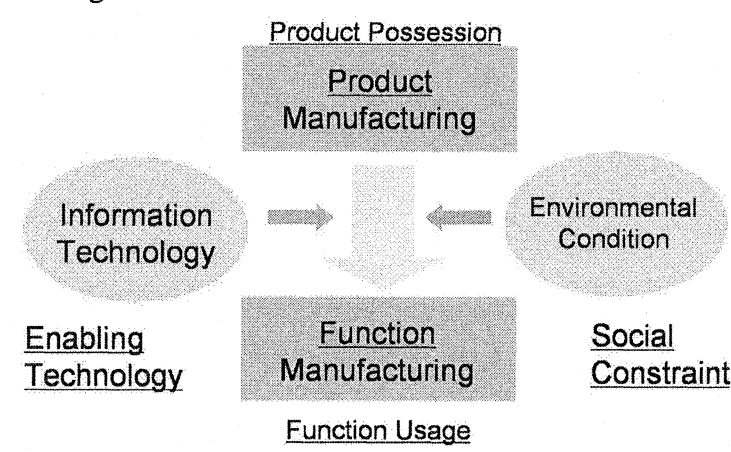 Product Possession
Product
Manufacturing
Information
Technology
Environmental
Condition
Enabling
Technology
Function
Manufacturing
Social
Constraint
Function Usage